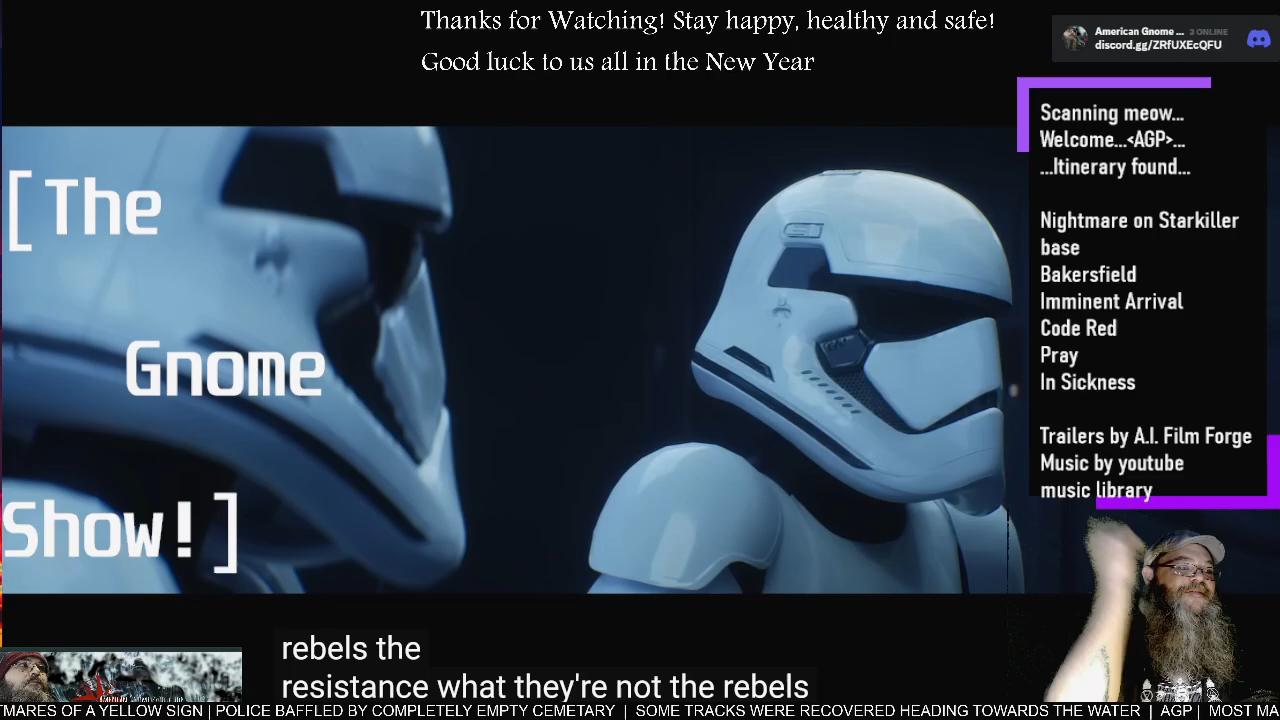 Thanks for Watching! Stay happy, healthy and safe!
Good luck to us all in the New Year
American Gnome ... 3 ONLINE
discord.gg/ZRfUXEcQFU
Scanning meow...
Welcome...<AGP>...
...Itinerary found...
Nightmare on Starkiller
base
Bakersfield
Imminent Arrival
Code Red
Pray
In Sickness
Trailers by A.I. Film Forge
Music by youtube
music library
[The
Gnome
Show!]
rebels the
resistance what they're not the rebels
TMARES OF A YELLOW SIGN | POLICE BAFFLED BY COMPLETELY EMPTY CEMETARY | SOME TRACKS WERE RECOVERED HEADING TOWARDS THE WATER | AGP | MOST MA